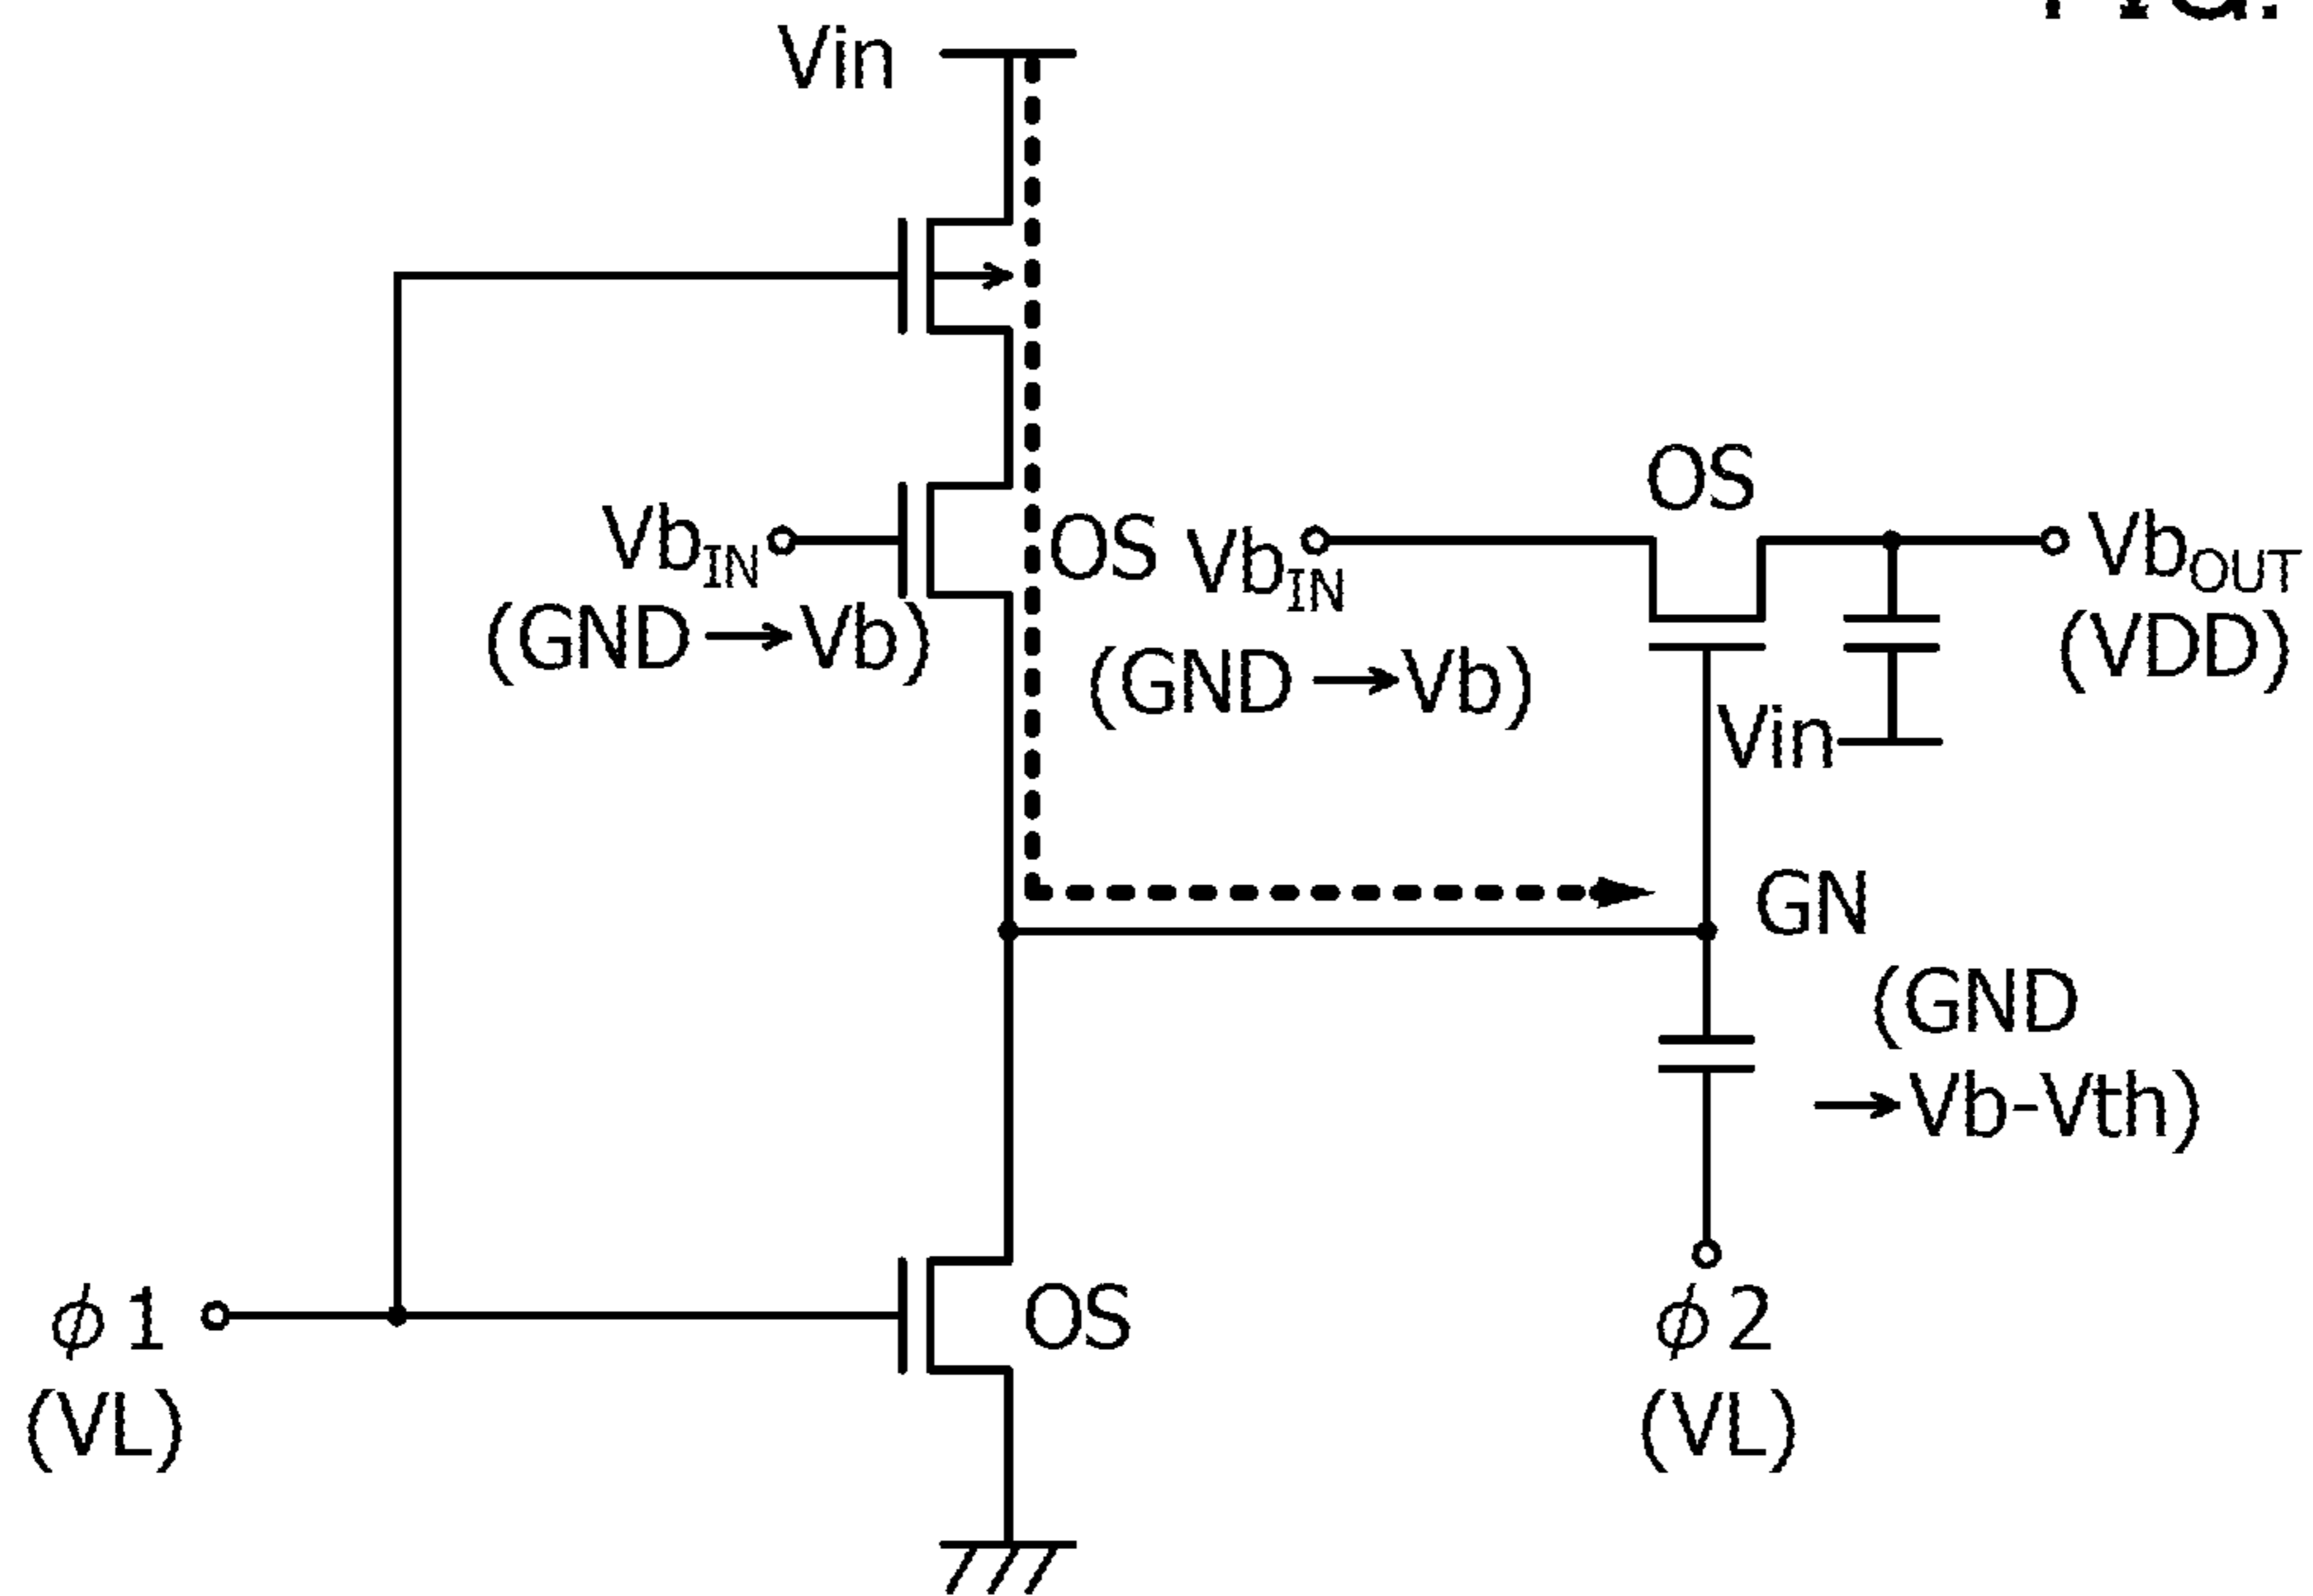 FIG.
Vin
OS
Vb_IN
(GND→Vb)
OS
Vb_IN
(GND→Vb)
Vb_OUT
(VDD)
Vin
GN
(GND
→Vb-Vth)
φ1
(VL)
OS
φ2
(VL)